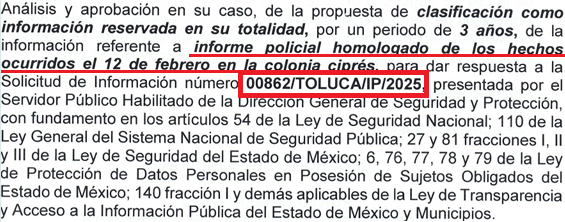 Análisis y aprobación en su caso, de la propuesta de clasificación como
información reservada en su totalidad, por un periodo de 3 años, de la
información referente a informe policial homologado de los hechos
ocurridos el 12 de febrero en la colonia ciprés, para dar respuesta a la
Solicitud de Información número 00862/TOLUCA/IP/2025, presentada por el
Servidor Público Habilitado de la Dirección General de Seguridad y Protección,
con fundamento en los artículos 54 de la Ley de Seguridad Nacional; 110 de la
Ley General del Sistema Nacional de Seguridad Pública; 27 y 81 fracciones I, II
y III de la Ley de Seguridad del Estado de México; 6, 76, 77, 78 y 79 de la Ley
de Protección de Datos Personales en Posesión de Sujetos Obligados del
Estado de México; 140 fracción I y demás aplicables de la Ley de Transparencia
y Acceso a la Información Pública del Estado de México y Municipios.